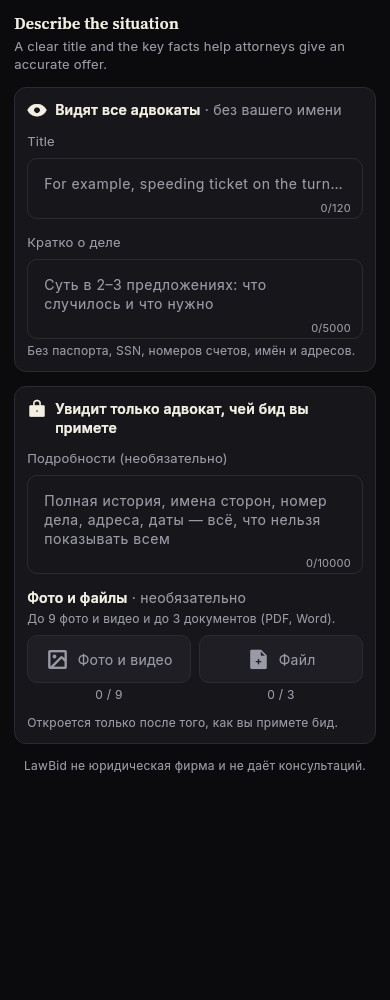 Describe the situation
A clear title and the key facts help attorneys give an
accurate offer.
Видят все адвокаты · без вашего имени
Title
For example, speeding ticket on the turn...
0/120
Кратко о деле
Суть в 2–3 предложениях: что
случилось и что нужно
0/5000
Без паспорта, SSN, номеров счетов, имён и адресов.
Увидит только адвокат, чей бид вы
примете
Подробности (необязательно)
Полная история, имена сторон, номер
дела, адреса, даты — всё, что нельзя
показывать всем
0/10000
Фото и файлы · необязательно
До 9 фото и видео и до 3 документов (PDF, Word).
Фото и видео
Файл
0 / 9
0 / 3
Откроется только после того, как вы примете бид.
LawBid не юридическая фирма и не даёт консультаций.